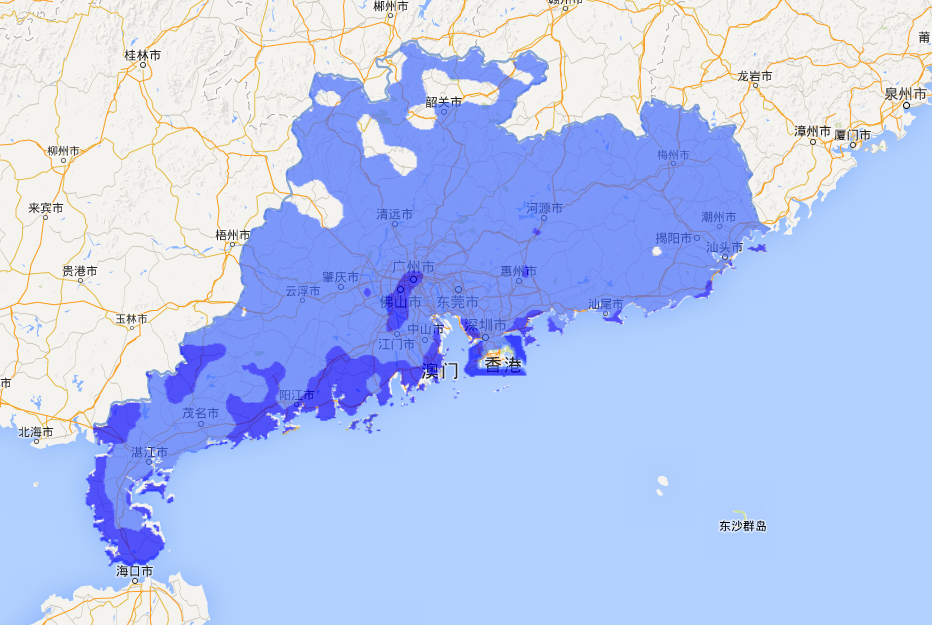 郴州市
赣州市
桂林市
莆
龙岩市
泉州市
韶关市
漳州市
厦门市
柳州市
梅州市
来宾市
清远市
河源市
潮州市
梧州市
揭阳市
汕头市
贵港市
广州市
肇庆市
惠州市
云浮市
佛山市
东莞市
汕尾市
玉林市
中山市
深圳市
江门市
香港
澳门
市
阳江市
茂名市
北海市
湛江市
东沙群岛
海口市